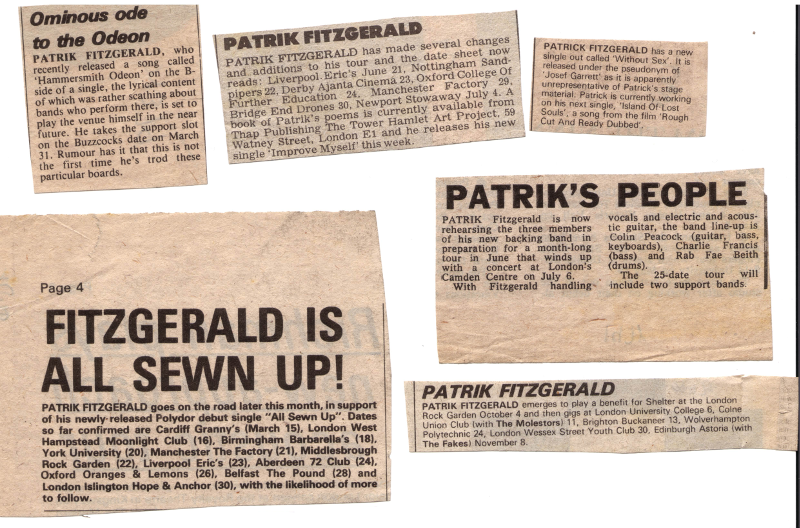 Ominous ode
to the Odeon
PATRIK FITZGERALD, who
recently released a song called
'Hammersmith Odeon' on the B-
side of a single, the lyrical content
of which was rather scathing about
bands who perform there, is set to
play the venue himself in the near
future. He takes the support slot
on the Buzzcocks date on March
31. Rumour has it that this is not
the first time he's trod these
particular boards.
PATRIK FITZGERALD
PATRIK FITZGERALD has made several changes
and additions to his tour and the date sheet now
reads: Liverpool Eric's June 21, Nottingham Sand-
pipers 22, Derby Ajanta Cinema 23, Oxford College Of
Further Education 24, Manchester Factory 29,
Bridge End Drones 30, Newport Stowaway July 4. A
book of Patrik's poems is currently available from
Thap Publishing The Tower Hamlet Art Project, 59
Watney Street, London E1 and he releases his new
single 'Improve Myself' this week.
PATRICK FITZGERALD has a new
single out called 'Without Sex'. It is
released under the pseudonym of
'Josef Garrett' as it is apparently
unrepresentative of Patrik's stage
material. Patrik is currently working
on his next single, 'Island Of Lost
Souls', a song from the film 'Rough
Cut And Ready Dubbed'.
PATRIK'S PEOPLE
PATRIK Fitzgerald is now
rehearsing the three members
of his new backing band in
preparation for a month-long
tour in June that winds up
with a concert at London's
Camden Centre on July 6.
With Fitzgerald handling
vocals and electric and acous-
tic guitar, the band line-up is
Colin Peacock (guitar, bass,
keyboards), Charlie Francis
(bass) and Rab Fae Beith
(drums).
The 25-date tour will
include two support bands.
Page 4
FITZGERALD IS
ALL SEWN UP!
PATRIK FITZGERALD goes on the road later this month, in support
of his newly-released Polydor debut single "All Sewn Up". Dates
so far confirmed are Cardiff Granny's (March 15), London West
Hampstead Moonlight Club (16), Birmingham Barbarella's (18),
York University (20), Manchester The Factory (21), Middlesbrough
Rock Garden (22), Liverpool Eric's (23), Aberdeen 72 Club (24),
Oxford Oranges & Lemons (26), Belfast The Pound (28) and
London Islington Hope & Anchor (30), with the likelihood of more
to follow.
PATRIK FITZGERALD
PATRIK FITZGERALD emerges to play a benefit for Shelter at the London
Rock Garden October 4 and then gigs at London University College 6, Colne
Union Club (with The Molestors) 11, Brighton Buckaneer 13, Wolverhampton
Polytechnic 24, London Wessex Street Youth Club 30, Edinburgh Astoria (with
The Fakes) November 8.